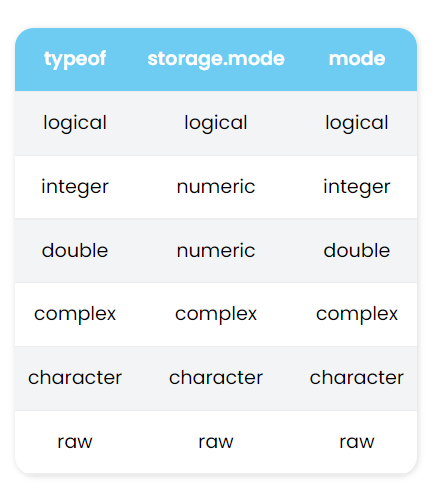 typeof storage.mode mode
logical logical logical
integer numeric integer
double numeric double
complex complex complex
character character character
raw raw raw